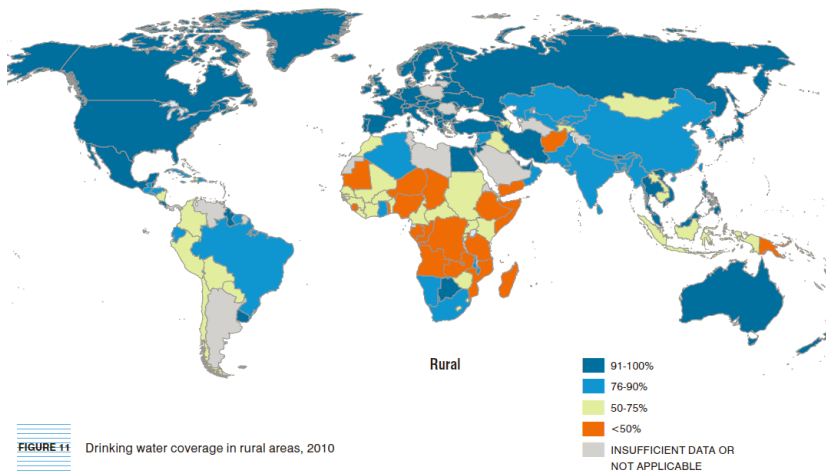 Rural
91-100%
76-90%
50-75%
<50%
INSUFFICIENT DATA OR
NOT APPLICABLE
FIGURE 11 Drinking water coverage in rural areas, 2010